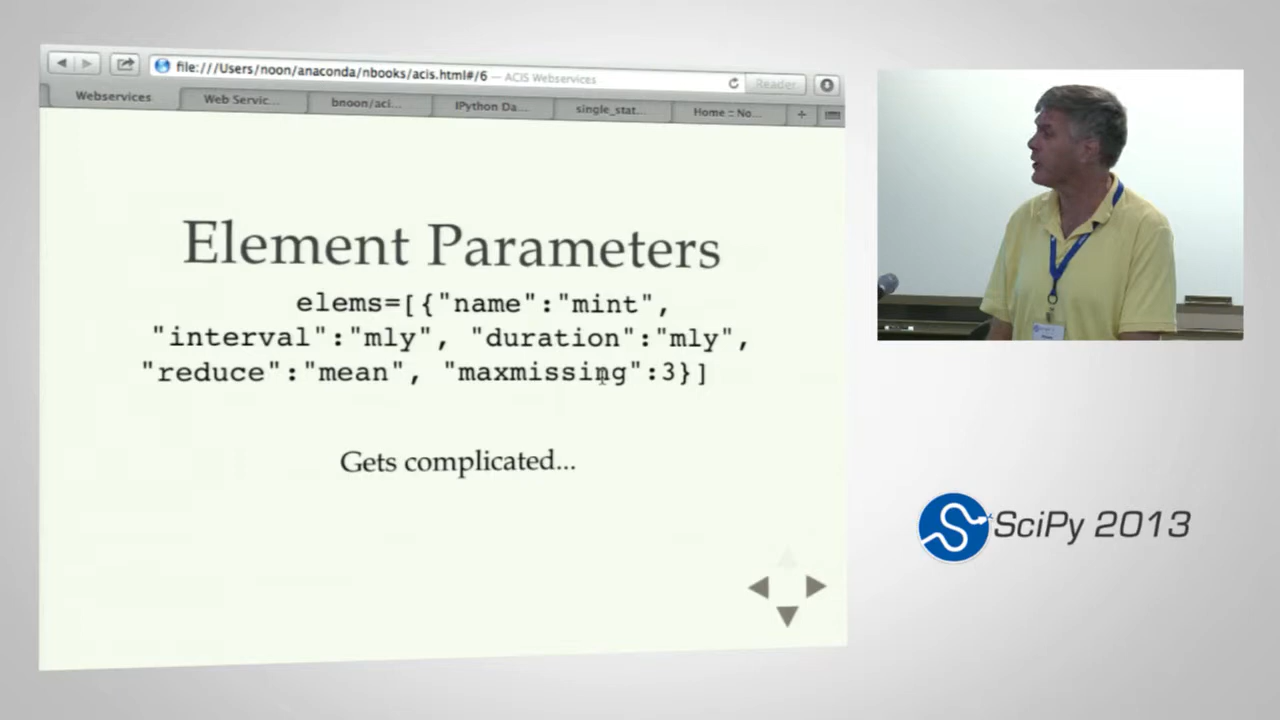 file:///Users/noon/anaconda/nbooks/acis.html#/6 — ACIS Webservices
Reader
Webservices
Web Servic...
bnoon/aci...
IPython Da...
single_stat...
Home :: No...
Element Parameters
elems=[{"name":"mint",
"interval":"mly", "duration":"mly",
"reduce":"mean", "maxmissing":3}]
Gets complicated...
SciPy 2013